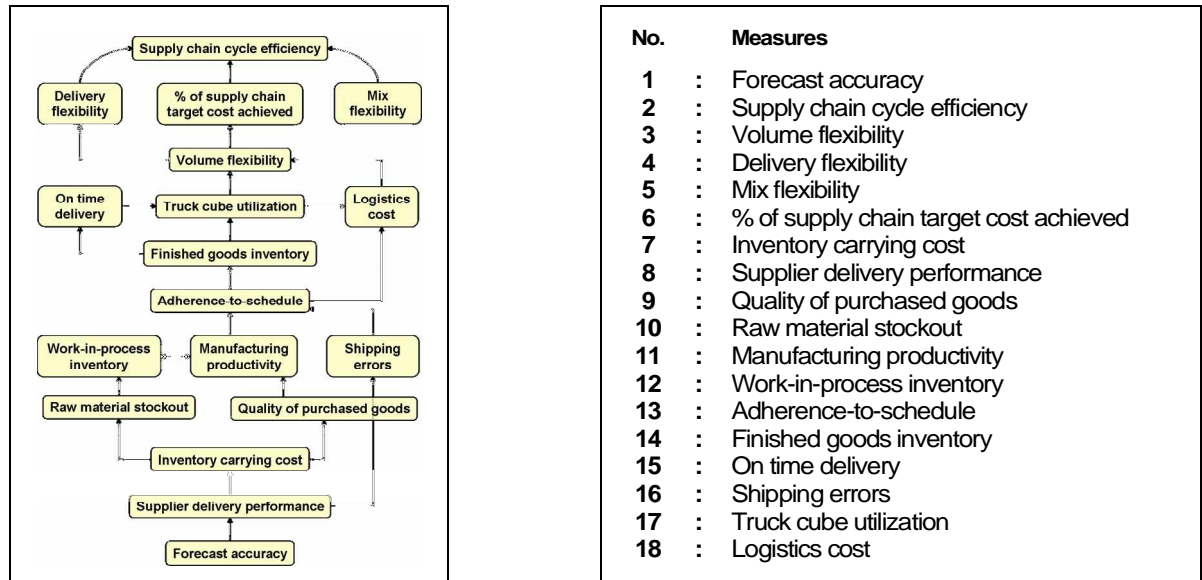 Supply chain cycle efficiency
Delivery
flexibility
% of supply chain
target cost achieved
Mix
flexibility
Volume flexibility
On time
delivery
Truck cube utilization
Logistics
cost
Finished goods inventory
Adherence-to-schedule
Work-in-process
inventory
Manufacturing
productivity
Shipping
errors
Raw material stockout
Quality of purchased goods
Inventory carrying cost
Supplier delivery performance
Forecast accuracy
No. Measures
1 : Forecast accuracy
2 : Supply chain cycle efficiency
3 : Volume flexibility
4 : Delivery flexibility
5 : Mix flexibility
6 : % of supply chain target cost achieved
7 : Inventory carrying cost
8 : Supplier delivery performance
9 : Quality of purchased goods
10 : Raw material stockout
11 : Manufacturing productivity
12 : Work-in-process inventory
13 : Adherence-to-schedule
14 : Finished goods inventory
15 : On time delivery
16 : Shipping errors
17 : Truck cube utilization
18 : Logistics cost